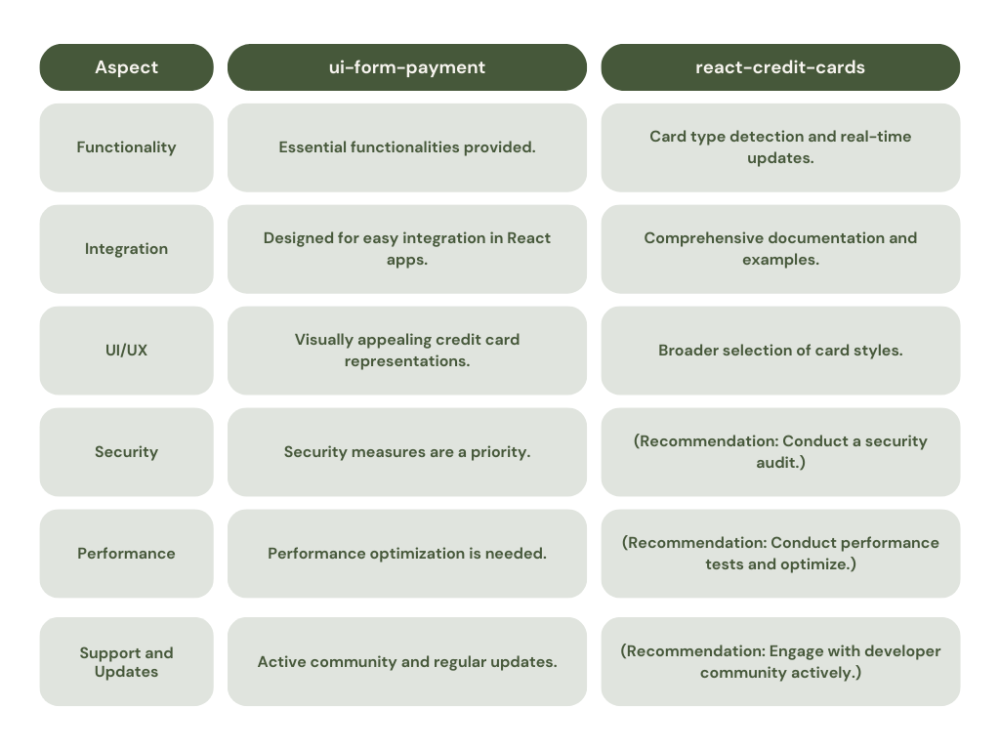 Aspect
ui-form-payment
react-credit-cards
Functionality
Essential functionalities provided.
Card type detection and real-time
updates.
Integration
Designed for easy integration in React
apps.
Comprehensive documentation and
examples.
UI/UX
Visually appealing credit card
representations.
Broader selection of card styles.
Security
Security measures are a priority.
(Recommendation: Conduct a security
audit.)
Performance
Performance optimization is needed.
(Recommendation: Conduct performance
tests and optimize.)
Support and
Updates
Active community and regular updates.
(Recommendation: Engage with developer
community actively.)